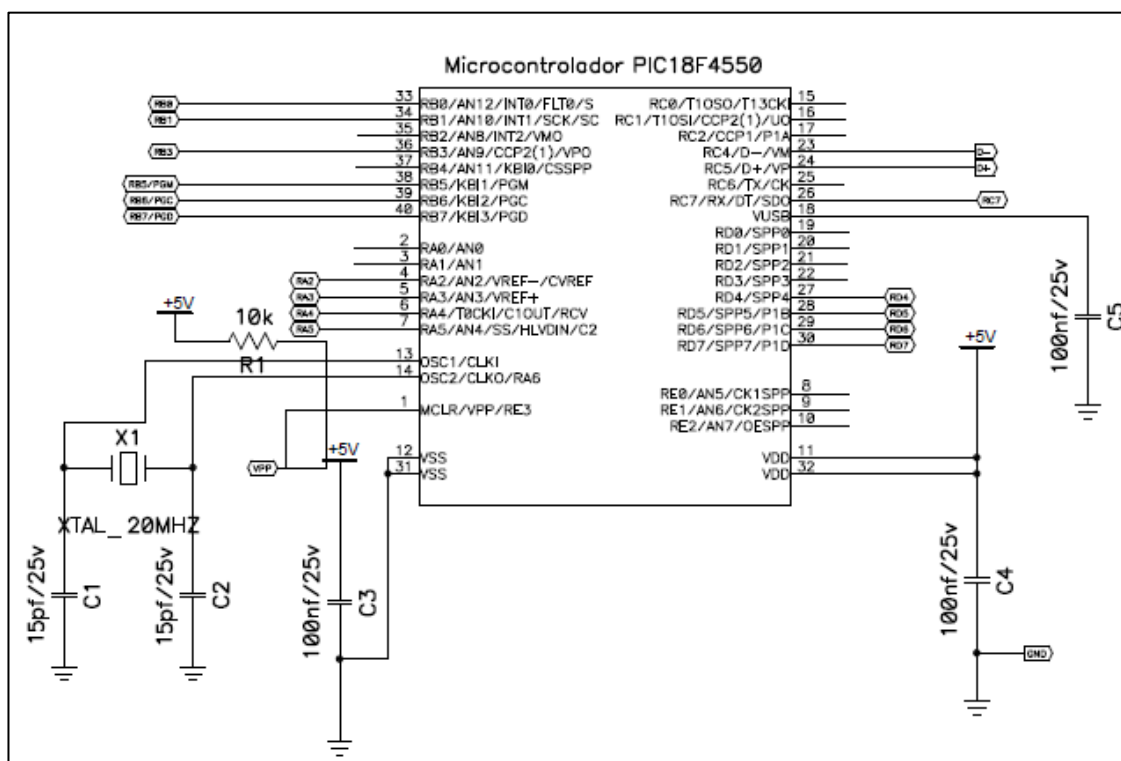 Microcontrolador PIC18F4550
RB0 33 RB0/AN12/INT0/FLT0/S
RB1 34 RB1/AN10/INT1/SCK/SC
35 RB2/AN8/INT2/VMO
RB3 36 RB3/AN9/CCP2(1)/VPO
37 RB4/AN11/KBI0/CSSPP
RB5/PGM 38 RB5/KBI1/PGM
RB6/PGC 39 RB6/KBI2/PGC
RB7/PGD 40 RB7/KBI3/PGD
2 RA0/AN0
3 RA1/AN1
RA2 4 RA2/AN2/VREF-/CVREF
RA3 5 RA3/AN3/VREF+
RA4 6 RA4/T0CKI/C1OUT/RCV
RA5 7 RA5/AN4/SS/HLVDIN/C2
13 OSC1/CLKI
14 OSC2/CLKO/RA6
1 MCLR/VPP/RE3
12 VSS
31 VSS
RC0/T1OSO/T13CKI 15
RC1/T1OSI/CCP2(1)/UO 16
RC2/CCP1/P1A 17
RC4/D-/VM 23 D-
RC5/D+/VP 24 D+
RC6/TX/CK 25
RC7/RX/DT/SDO 26 RC7
VUSB 18
RD0/SPP0 19
RD1/SPP1 20
RD2/SPP2 21
RD3/SPP3 22
RD4/SPP4 27 RD4
RD5/SPP5/P1B 28 RD5
RD6/SPP6/P1C 29 RD6
RD7/SPP7/P1D 30 RD7
RE0/AN5/CK1SPP 8
RE1/AN6/CK2SPP 9
RE2/AN7/OESPP 10
VDD 11
VDD 32
+5V
10k
R1
X1
XTAL_20MHZ
VPP
+5V
15pf/25v
C1
15pf/25v
C2
100nf/25v
C3
+5V
100nf/25v
C4
GND
100nf/25v
C5